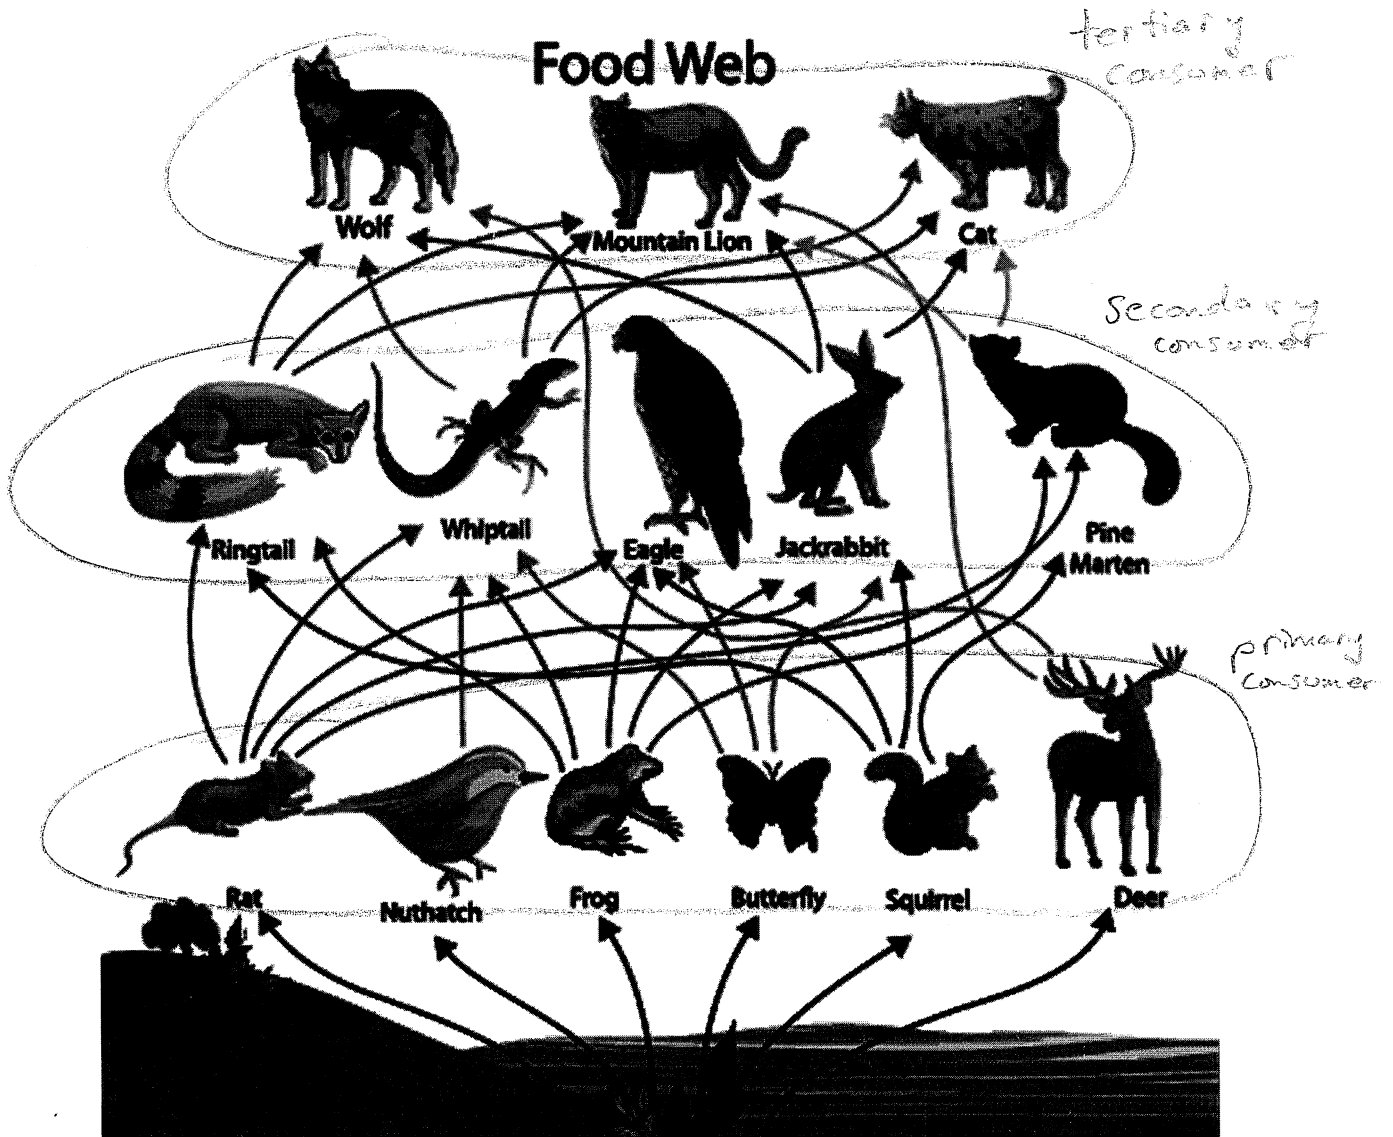 tertiary
consumer
Food Web
Wolf
Mountain Lion
Cat
Secondary
consumer
Ringtail
Whiptail
Eagle
Jackrabbit
Pine
Marten
primary
consumer
Rat
Nuthatch
Frog
Butterfly
Squirrel
Deer